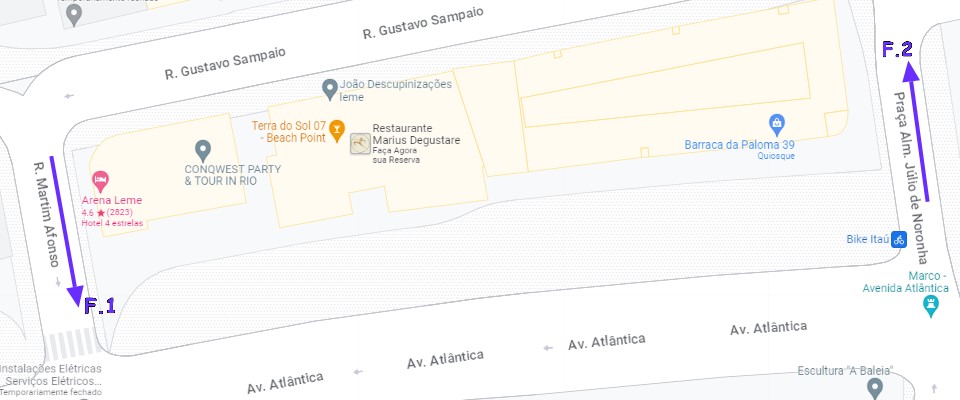 Temporariamente fechado
R. Gustavo Sampaio
R. Gustavo Sampaio
F.2
João Descupinizações
leme
Terra do Sol 07
- Beach Point
Restaurante
Marius Degustare
Faça Agora
sua Reserva
Praça Alm. Júlio de Noronha
Barraca da Paloma 39
Quiosque
CONQWEST PARTY
& TOUR IN RIO
R. Martim Afonso
Arena Leme
4.6 ★ (2823)
Hotel 4 estrelas
Bike Itaú
Marco -
Avenida Atlântica
F.1
Av. Atlântica
Av. Atlântica
Av. Atlântica
Av. Atlântica
Instalações Elétricas
Serviços Elétricos...
Temporariamente fechado
Escultura "A Baleia"